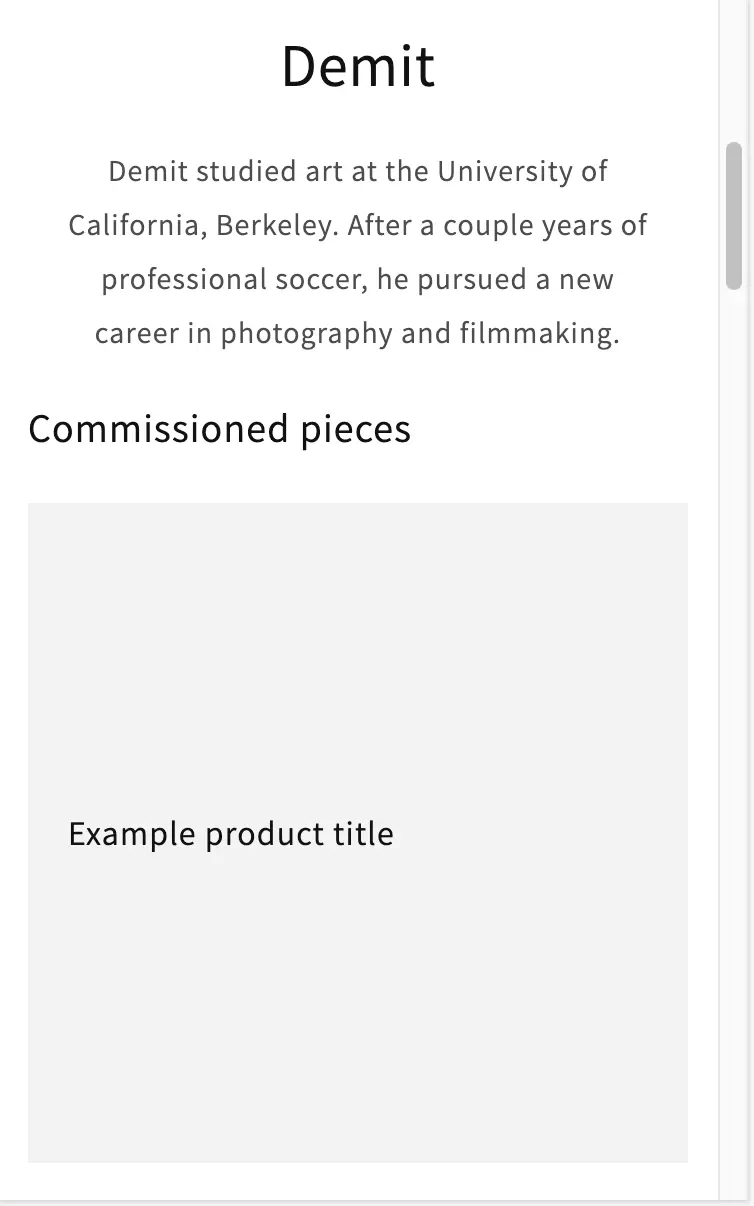 Demit
Demit studied art at the University of
California, Berkeley. After a couple years of
professional soccer, he pursued a new
career in photography and filmmaking.
Commissioned pieces
Example product title